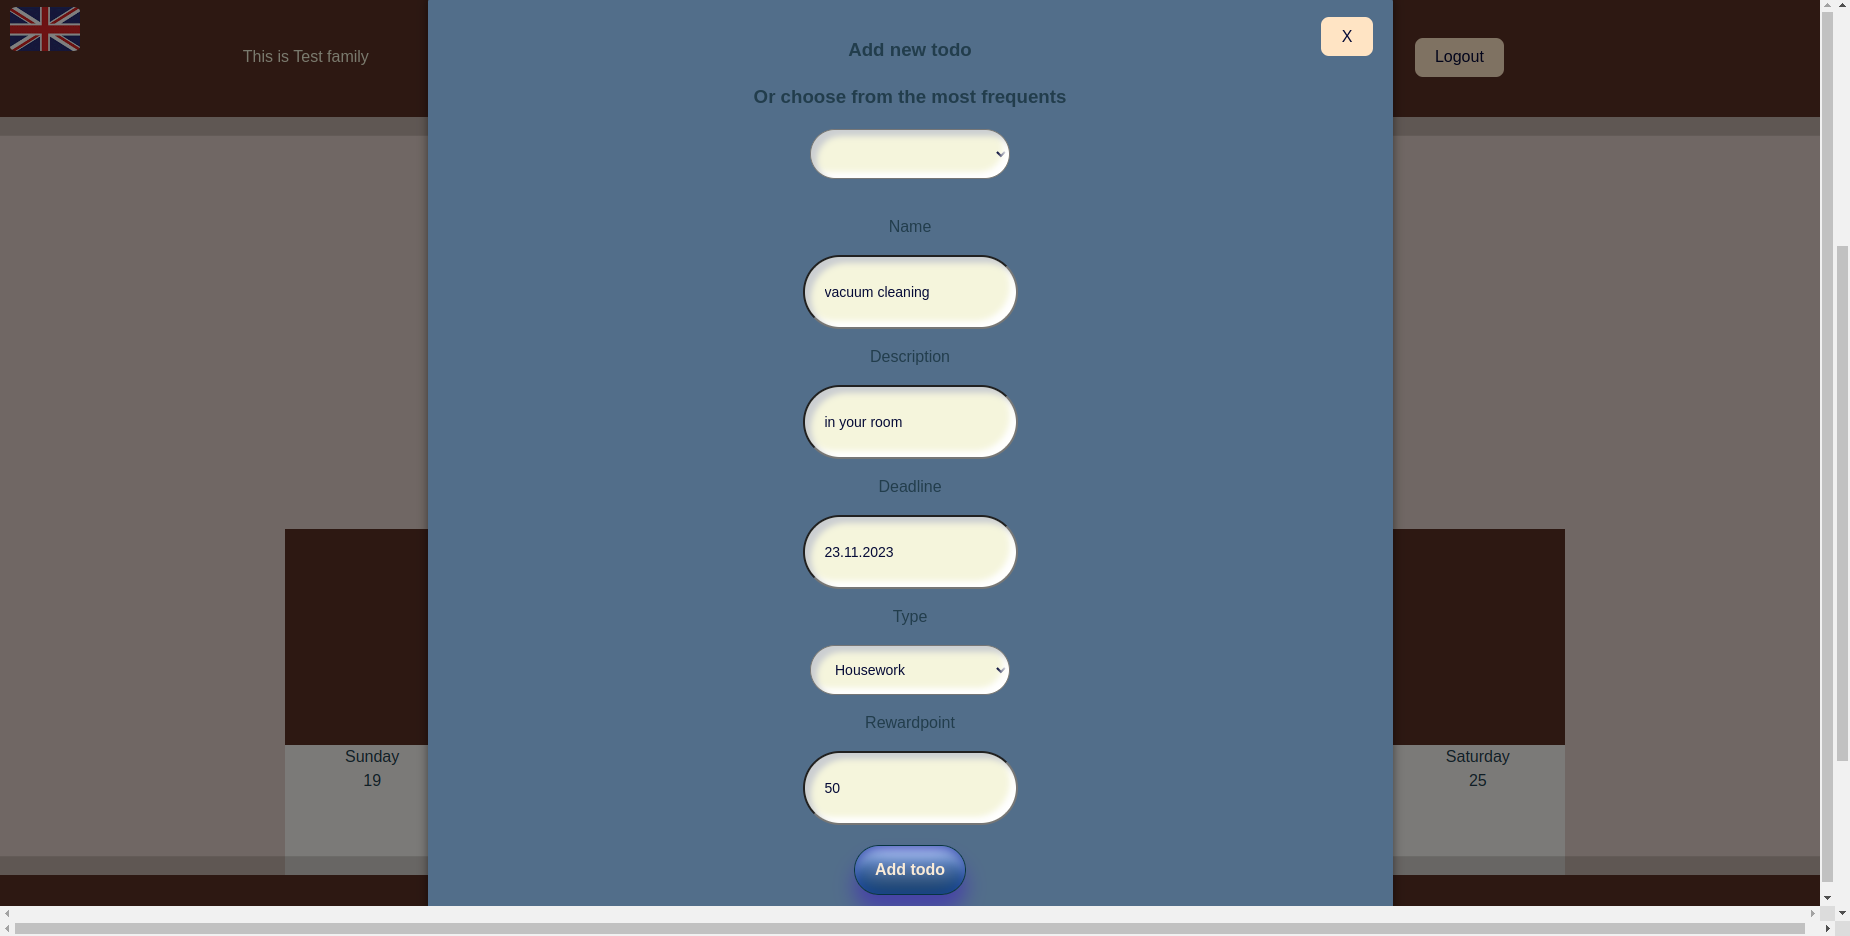 This is Test family
X
Logout
Add new todo
Or choose from the most frequents
Name
vacuum cleaning
Description
in your room
Deadline
23.11.2023
Type
Housework
Rewardpoint
50
Add todo
Sunday
19
Saturday
25